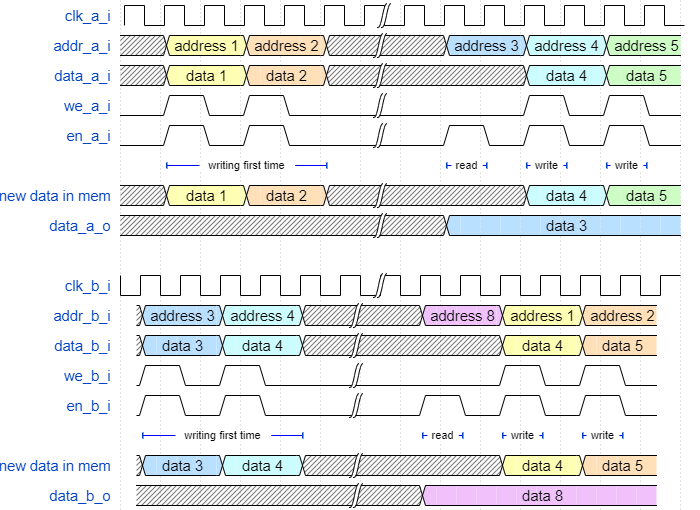 clk_a_i
addr_a_i address 1 address 2 address 3 address 4 address 5
data_a_i data 1 data 2 data 4 data 5
we_a_i
en_a_i
writing first time read write write
new data in mem data 1 data 2 data 4 data 5
data_a_o data 3
clk_b_i
addr_b_i address 3 address 4 address 8 address 1 address 2
data_b_i data 3 data 4 data 4 data 5
we_b_i
en_b_i
writing first time read write write
new data in mem data 3 data 4 data 4 data 5
data_b_o data 8